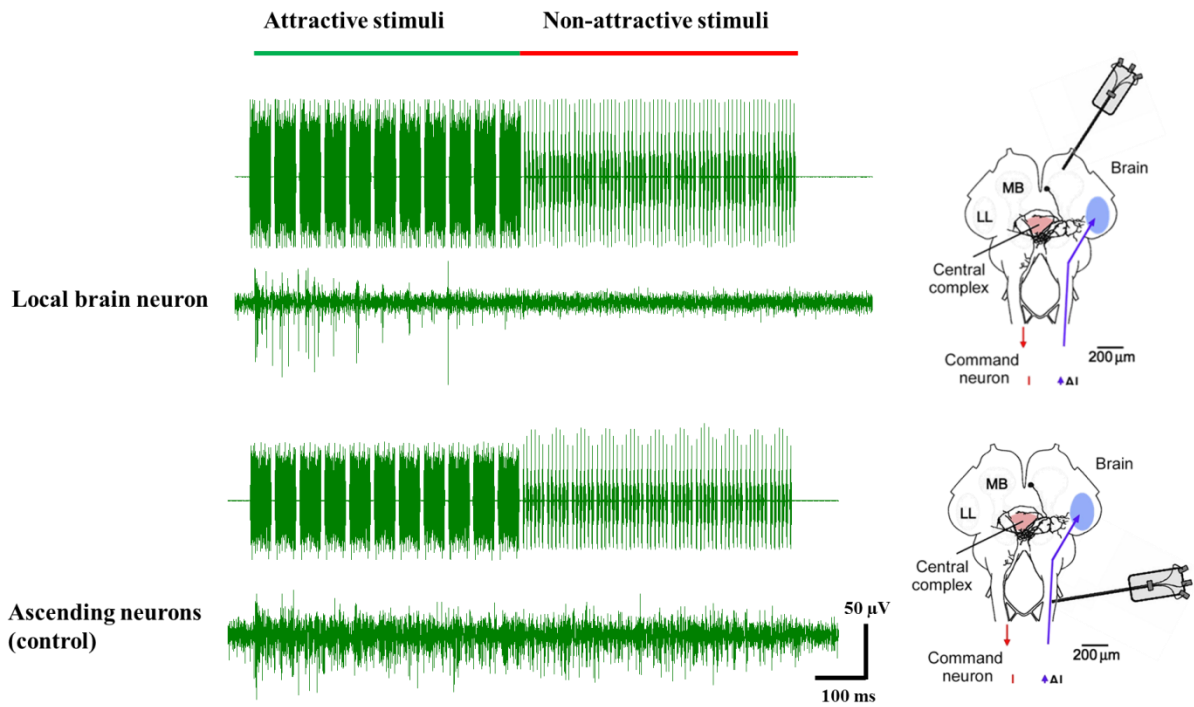 Attractive stimuli
Non-attractive stimuli
Local brain neuron
MB
Brain
LL
Central
complex
Command
neuron
200 µm
Ascending neurons
(control)
50 µV
100 ms
MB
Brain
LL
Central
complex
Command
neuron
200 µm